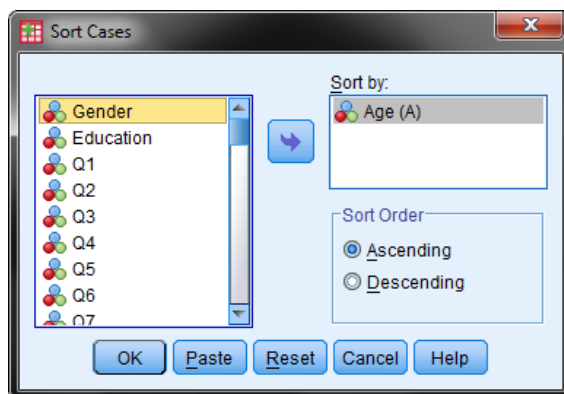 Sort Cases
Gender
Education
Q1
Q2
Q3
Q4
Q5
Q6
Q7
Sort by:
Age (A)
Sort Order
Ascending
Descending
OK
Paste
Reset
Cancel
Help